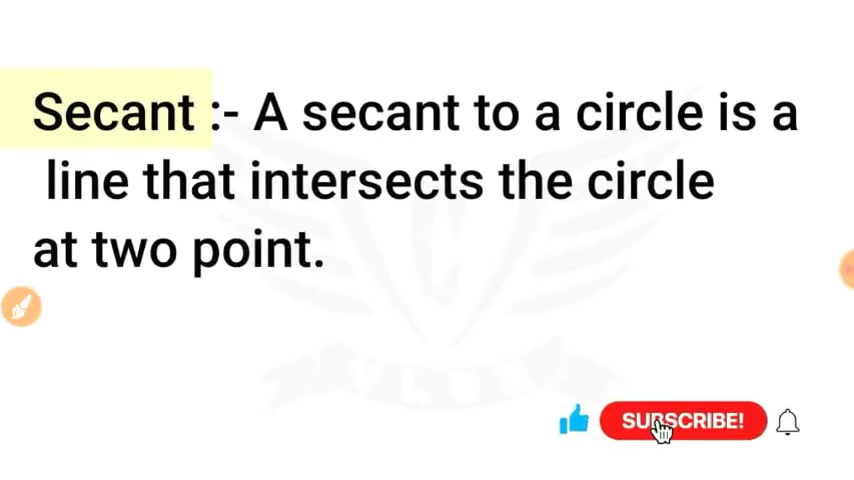 Secant :- A secant to a circle is a
line that intersects the circle
at two point.
SUBSCRIBE!